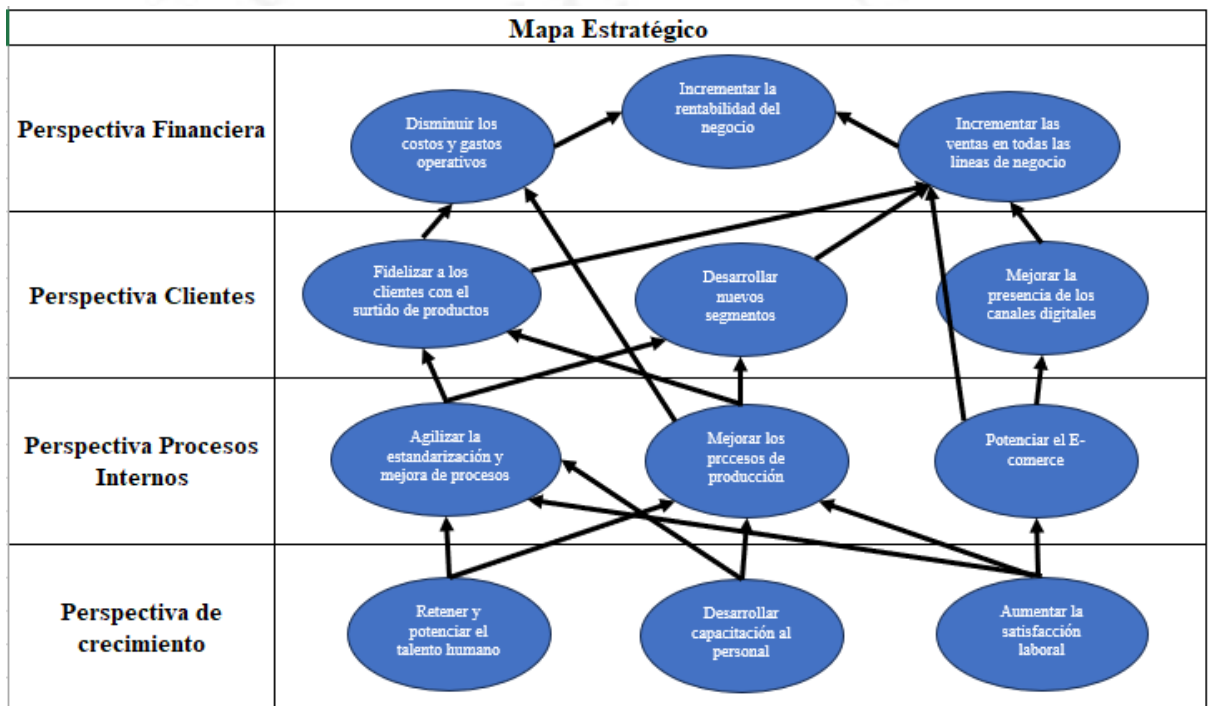 Mapa Estratégico
Perspectiva Financiera
Disminuir los
costos y gastos
operativos
Incrementar la
rentabilidad del
negocio
Incrementar las
ventas en todas las
líneas de negocio
Perspectiva Clientes
Fidelizar a los
clientes con el
surtido de productos
Desarrollar
nuevos
segmentos
Mejorar la
presencia de los
canales digitales
Perspectiva Procesos
Internos
Agilizar la
estandarización y
mejora de procesos
Mejorar los
prccesos de
producción
Potenciar el E-
comerce
Perspectiva de
crecimiento
Retener y
potenciar el
talento humano
Desarrollar
capacitación al
personal
Aumentar la
satisfacción
laboral